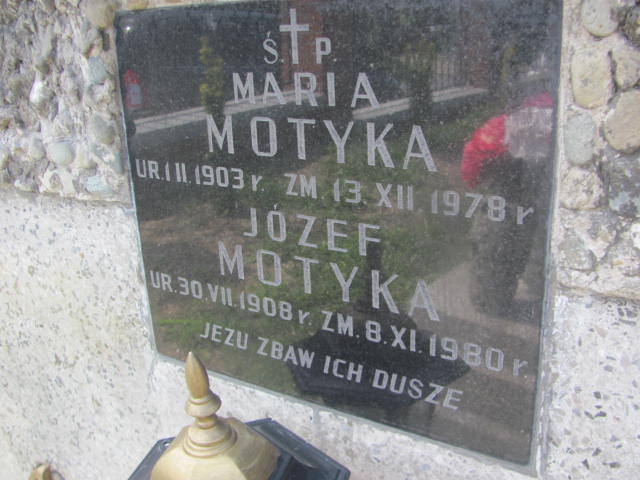 Ś.P.
MARIA
MOTYKA
UR.1 II.1903 r. ZM 13.XII 1978 r
JÓZEF
MOTYKA
UR.30.VII.1908 r. ZM.8.XI.1980 r.
JEZU ZBAW ICH DUSZE